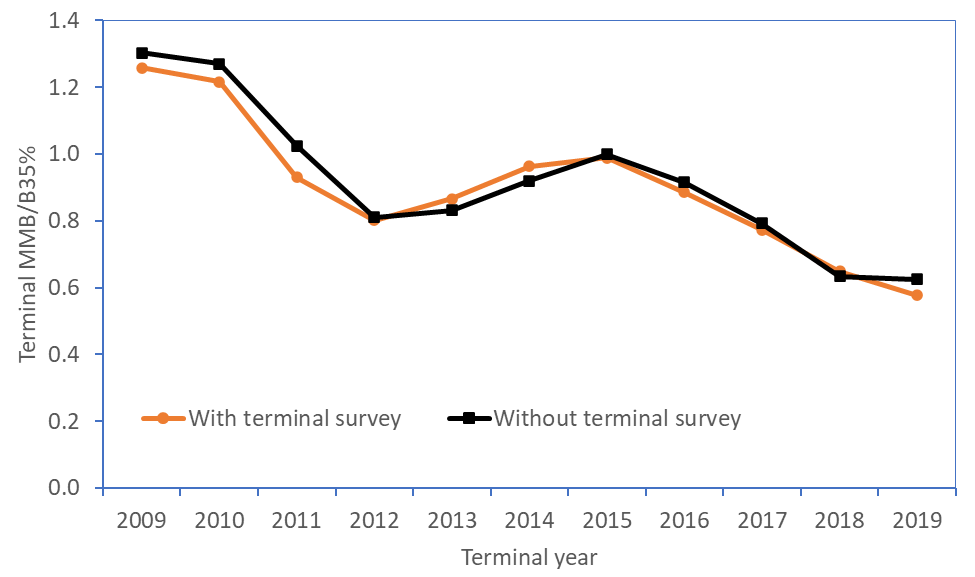 1.4
1.2
1.0
0.8
0.6
0.4
0.2
0.0
Terminal MMB/B35%
With terminal survey
Without terminal survey
2009 2010 2011 2012 2013 2014 2015 2016 2017 2018 2019
Terminal year